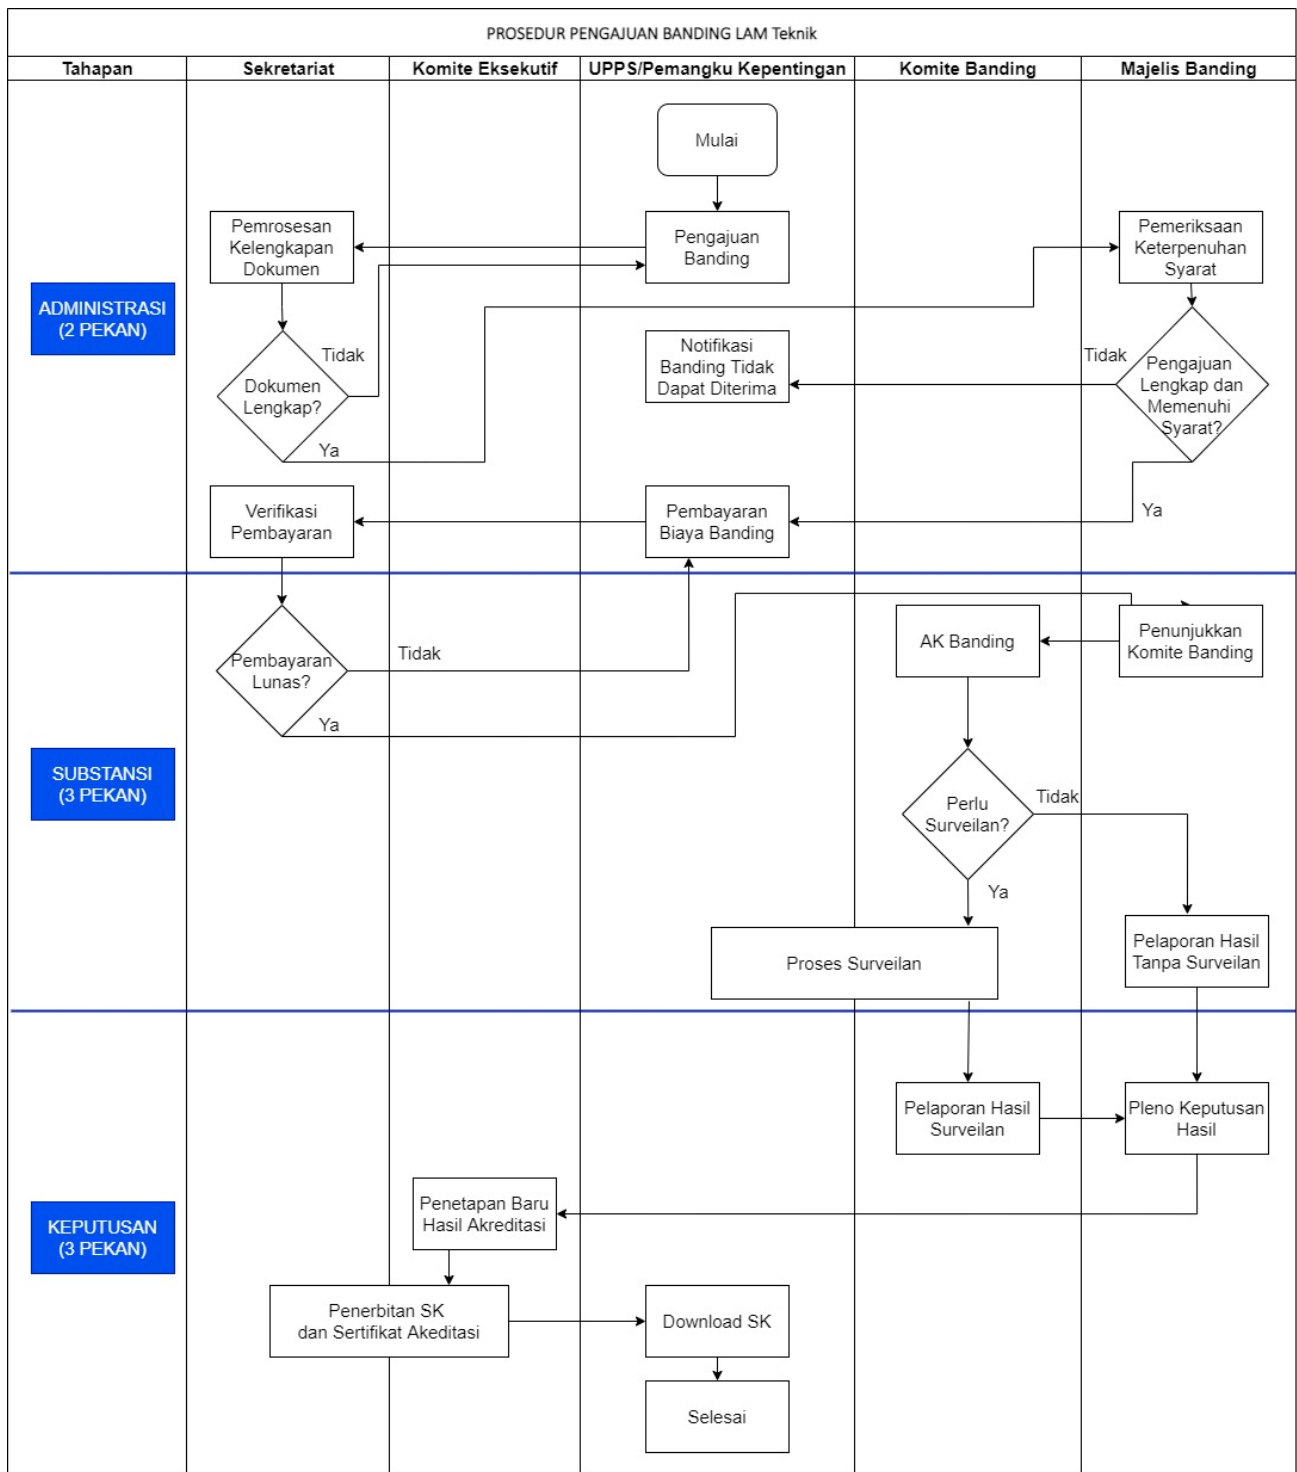 PROSEDUR PENGAJUAN BANDING LAM Teknik
Tahapan
Sekretariat
Komite Eksekutif
UPPS/Pemangku Kepentingan
Komite Banding
Majelis Banding
Mulai
Pemrosesan
Kelengkapan
Dokumen
Pengajuan
Banding
Pemeriksaan
Keterpenuhan
Syarat
ADMINISTRASI
(2 PEKAN)
Tidak
Dokumen
Lengkap?
Ya
Notifikasi
Banding Tidak
Dapat Diterima
Tidak
Pengajuan
Lengkap dan
Memenuhi
Syarat?
Ya
Verifikasi
Pembayaran
Pembayaran
Biaya Banding
Pembayaran
Lunas?
Tidak
Ya
AK Banding
Penunjukkan
Komite Banding
SUBSTANSI
(3 PEKAN)
Perlu
Surveilan?
Tidak
Ya
Proses Surveilan
Pelaporan Hasil
Tanpa Surveilan
Pelaporan Hasil
Surveilan
Pleno Keputusan
Hasil
KEPUTUSAN
(3 PEKAN)
Penetapan Baru
Hasil Akreditasi
Penerbitan SK
dan Sertifikat Akeditasi
Download SK
Selesai